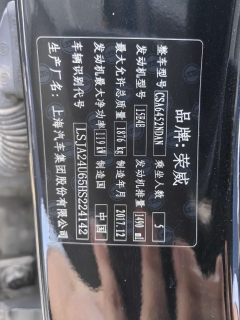 品牌:荣威
整车型号 CSA6452NDAN 乘坐人数 5
发动机型号 15E4E 发动机排量 1490 ml
最大允许总质量 1876 kg 制造年月 2017.12
发动机最大净功率 119 kW 制造国 中国
车辆识别代号 LSJA24U65HS224142
生产厂名:上海汽车集团股份有限公司